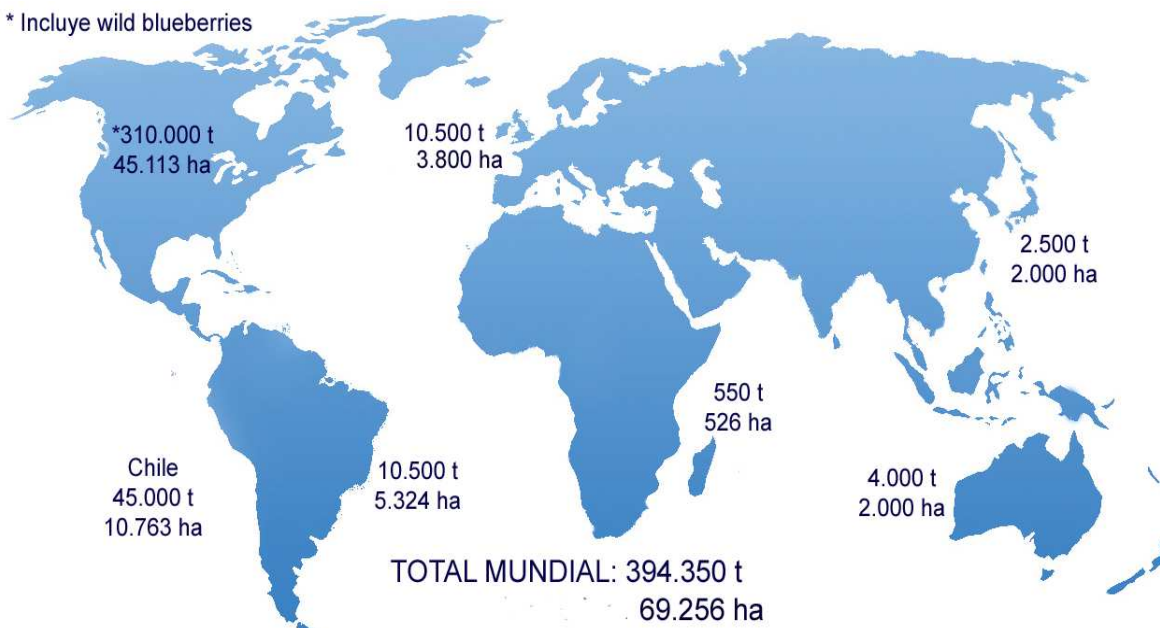 * Incluye wild blueberries
*310.000 t
45.113 ha
10.500 t
3.800 ha
2.500 t
2.000 ha
550 t
526 ha
Chile
45.000 t
10.763 ha
10.500 t
5.324 ha
4.000 t
2.000 ha
TOTAL MUNDIAL: 394.350 t
69.256 ha